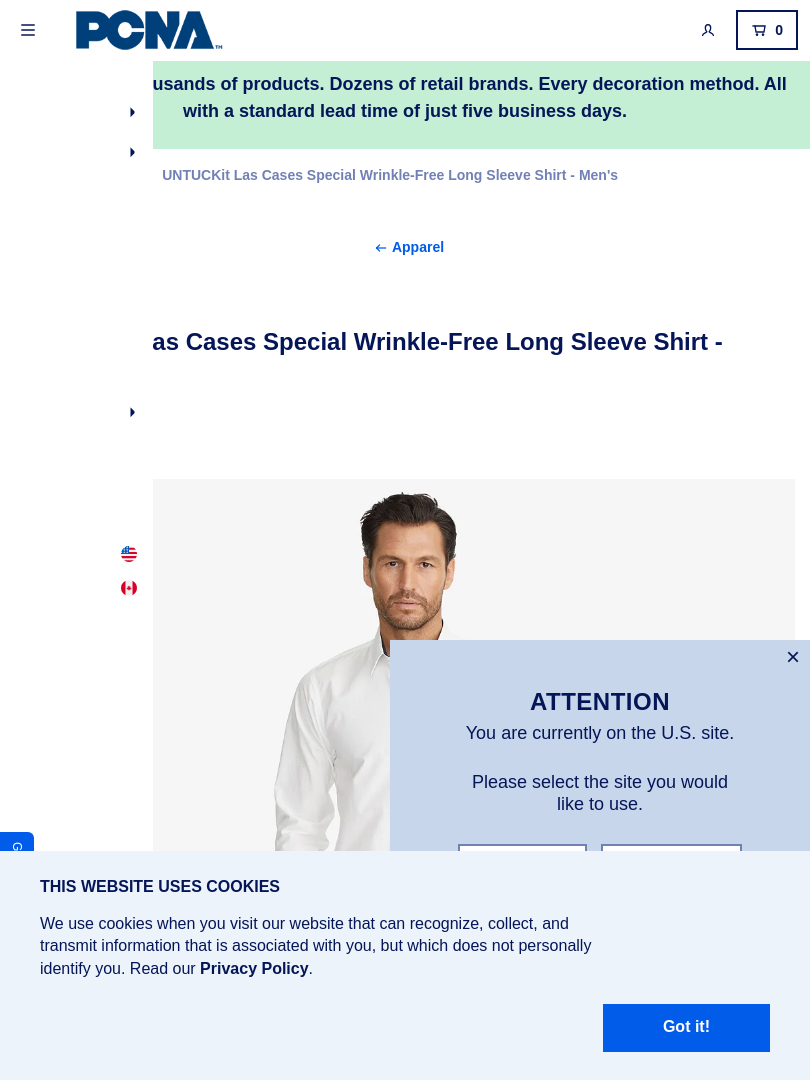 PCNA™
0
usands of products. Dozens of retail brands. Every decoration method. All
with a standard lead time of just five business days.
UNTUCKit Las Cases Special Wrinkle-Free Long Sleeve Shirt - Men's
Apparel
as Cases Special Wrinkle-Free Long Sleeve Shirt -
ATTENTION
You are currently on the U.S. site.
Please select the site you would
like to use.
G
THIS WEBSITE USES COOKIES
We use cookies when you visit our website that can recognize, collect, and
transmit information that is associated with you, but which does not personally
identify you. Read our Privacy Policy.
Got it!